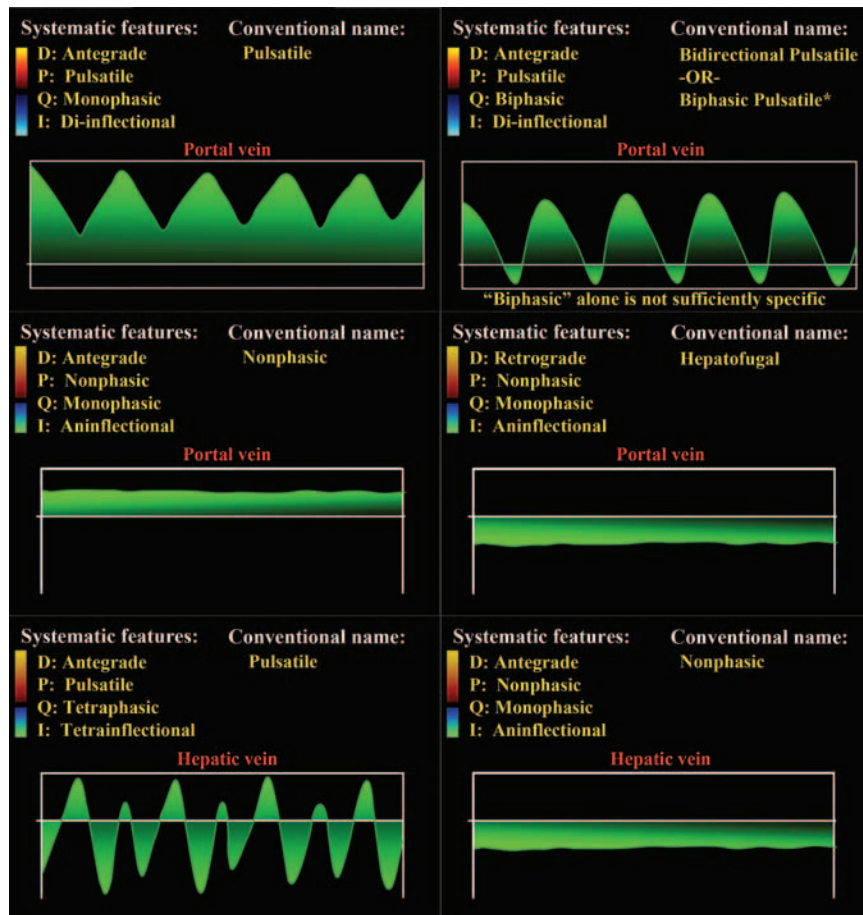 Systematic features:
Conventional name:
D: Antegrade
Pulsatile
P: Pulsatile
Q: Monophasic
I: Di-inflectional
Portal vein
Systematic features:
Conventional name:
D: Antegrade
Bidirectional Pulsatile
P: Pulsatile
-OR-
Q: Biphasic
Biphasic Pulsatile*
I: Di-inflectional
Portal vein
“Biphasic” alone is not sufficiently specific
Systematic features:
Conventional name:
D: Antegrade
Nonphasic
P: Nonphasic
Q: Monophasic
I: Aninflectional
Portal vein
Systematic features:
Conventional name:
D: Retrograde
Hepatofugal
P: Nonphasic
Q: Monophasic
I: Aninflectional
Portal vein
Systematic features:
Conventional name:
D: Antegrade
Pulsatile
P: Pulsatile
Q: Tetraphasic
I: Tetrainflectional
Hepatic vein
Systematic features:
Conventional name:
D: Antegrade
Nonphasic
P: Nonphasic
Q: Monophasic
I: Aninflectional
Hepatic vein